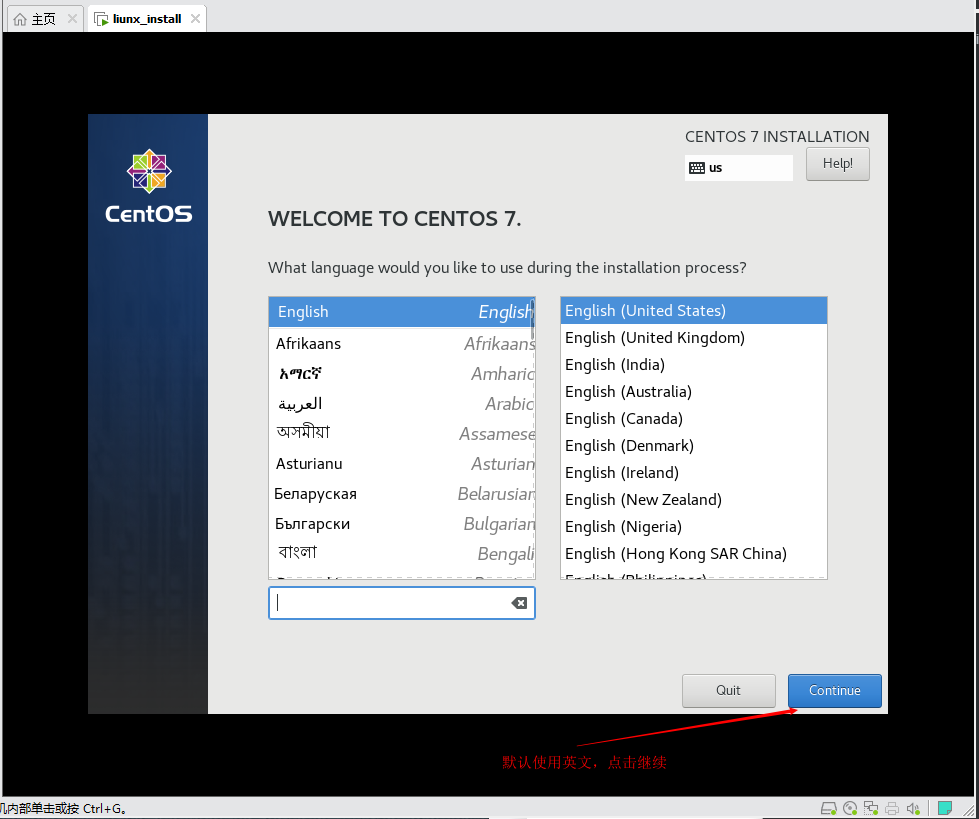 主页
liunx_install
CentOS
CENTOS 7 INSTALLATION
us
Help!
WELCOME TO CENTOS 7.
What language would you like to use during the installation process?
English English
Afrikaans Afrikaans
አማርኛ Amharic
العربية Arabic
অসমীয়া Assamese
Asturianu Asturian
Беларуская Belarusian
Български Bulgarian
বাংলা Bengali
English (United States)
English (United Kingdom)
English (India)
English (Australia)
English (Canada)
English (Denmark)
English (Ireland)
English (New Zealand)
English (Nigeria)
English (Hong Kong SAR China)
English (Philippines)
Quit
Continue
默认使用英文，点击继续
机内部单击或按 Ctrl+G。